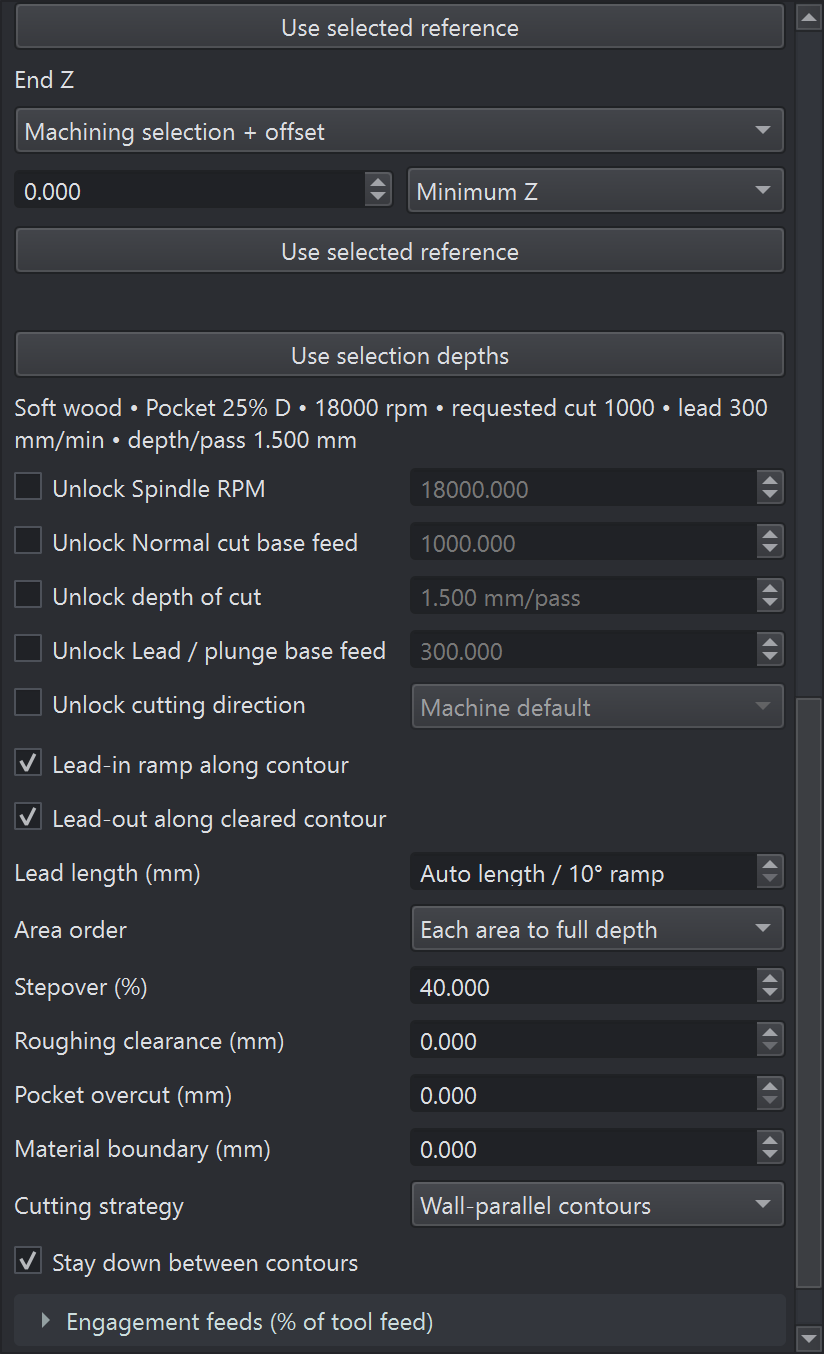 Use selected reference
End Z
Machining selection + offset
0.000 Minimum Z
Use selected reference
Use selection depths
Soft wood • Pocket 25% D • 18000 rpm • requested cut 1000 • lead 300
mm/min • depth/pass 1.500 mm
Unlock Spindle RPM 18000.000
Unlock Normal cut base feed 1000.000
Unlock depth of cut 1.500 mm/pass
Unlock Lead / plunge base feed 300.000
Unlock cutting direction Machine default
Lead-in ramp along contour
Lead-out along cleared contour
Lead length (mm) Auto length / 10° ramp
Area order Each area to full depth
Stepover (%) 40.000
Roughing clearance (mm) 0.000
Pocket overcut (mm) 0.000
Material boundary (mm) 0.000
Cutting strategy Wall-parallel contours
Stay down between contours
Engagement feeds (% of tool feed)